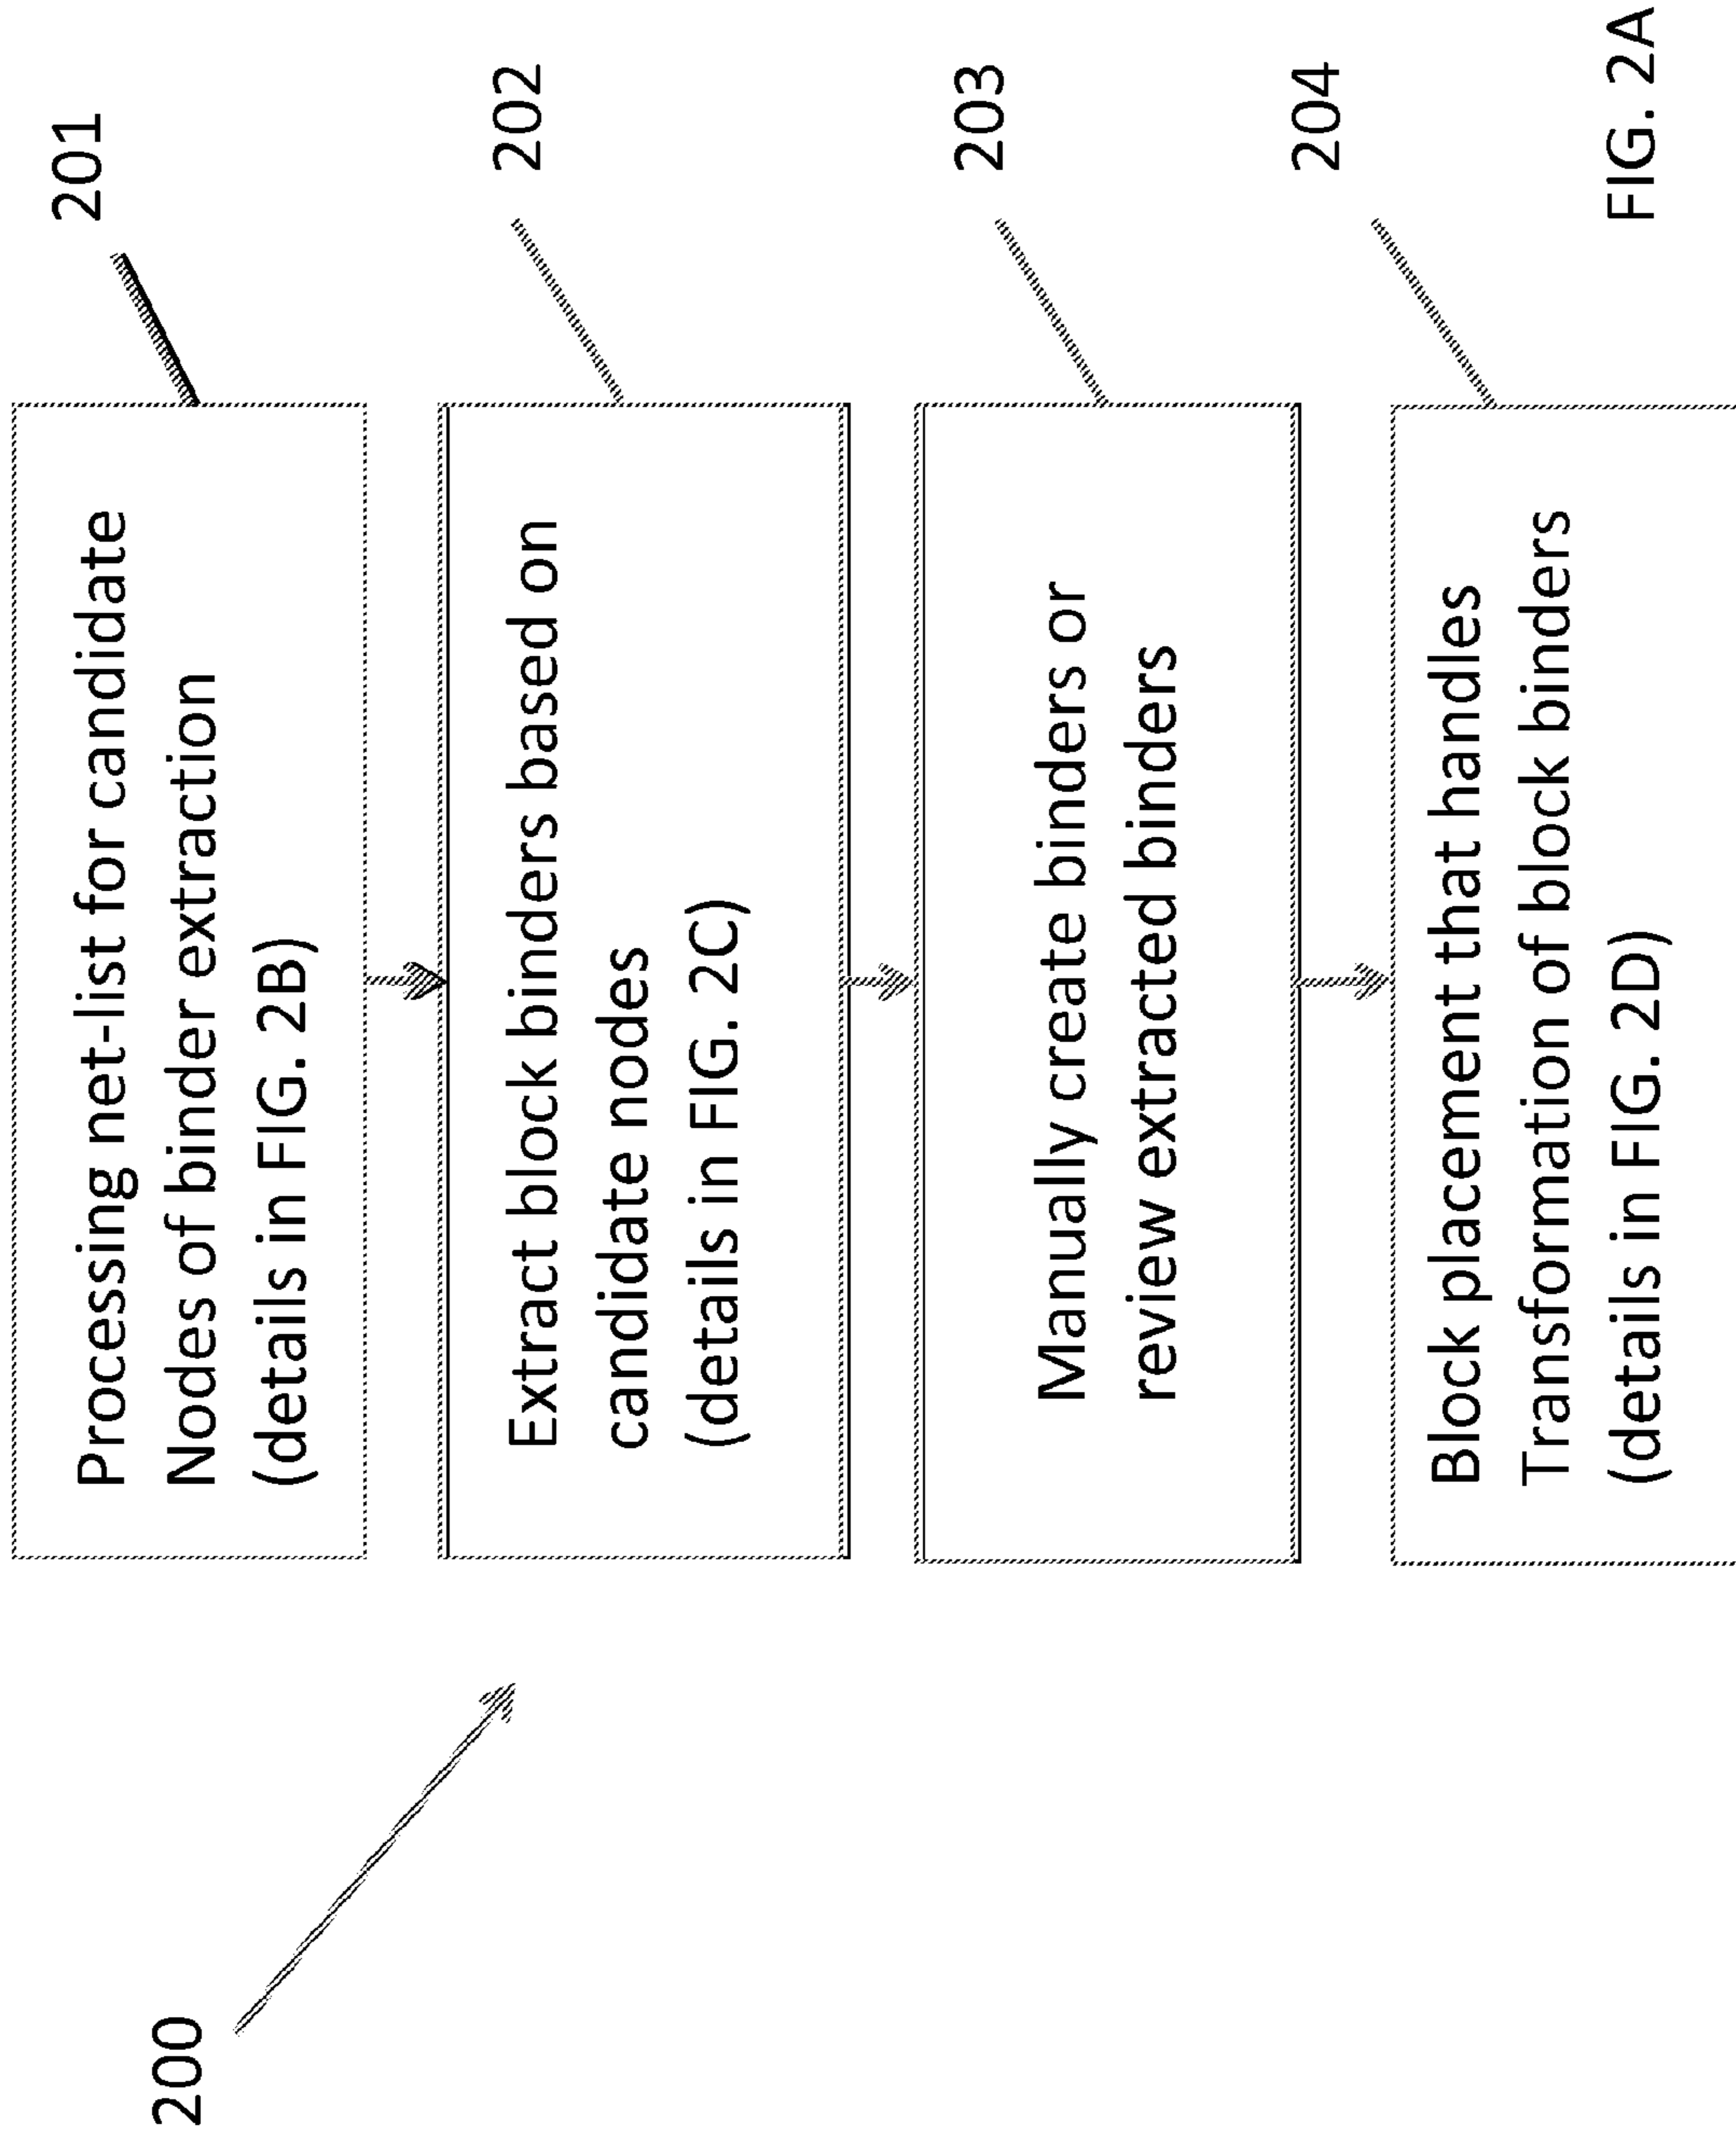 200
Processing net-list for candidate
Nodes of binder extraction
(details in FIG. 2B)
201
Extract block binders based on
candidate nodes
(details in FIG. 2C)
202
Manually create binders or
review extracted binders
203
Block placement that handles
Transformation of block binders
(details in FIG. 2D)
204
FIG. 2A